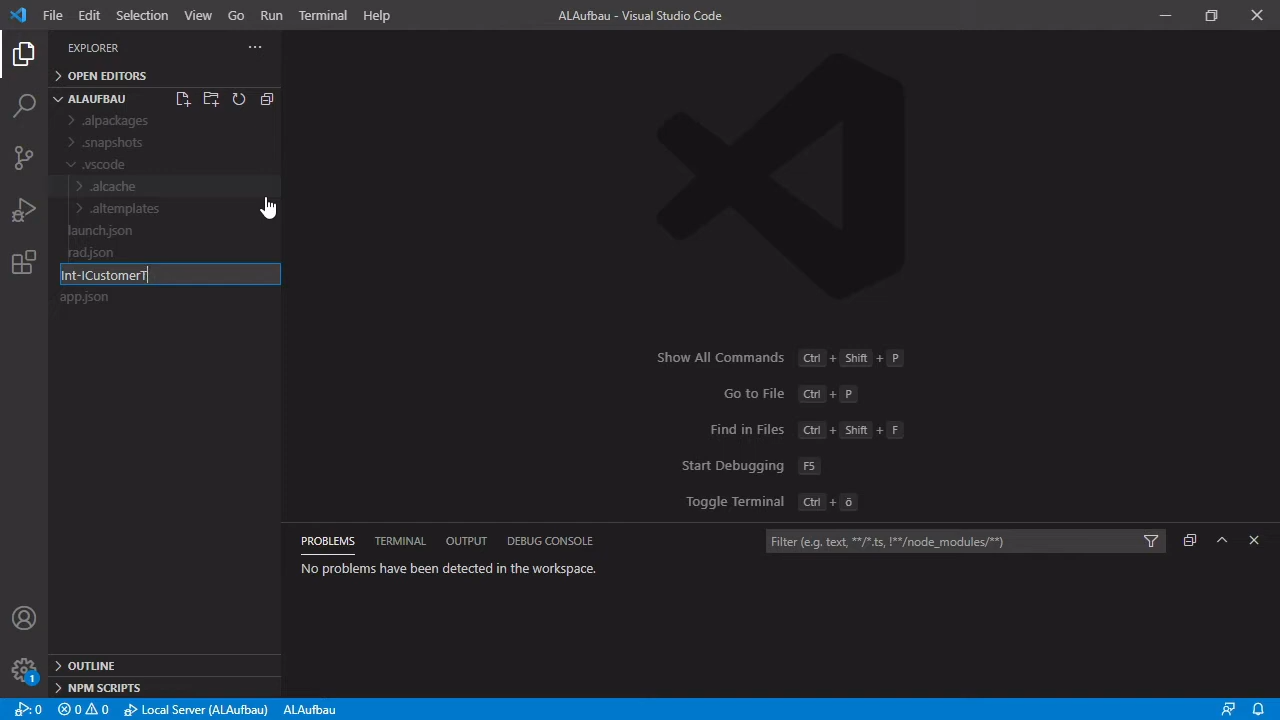 File Edit Selection View Go Run Terminal Help ALAufbau - Visual Studio Code
EXPLORER
OPEN EDITORS
ALAUFBAU
.alpackages
.snapshots
.vscode
.alcache
.altemplates
launch.json
rad.json
Int-ICustomerT
app.json
Show All Commands Ctrl + Shift + P
Go to File Ctrl + P
Find in Files Ctrl + Shift + F
Start Debugging F5
Toggle Terminal Ctrl + ö
PROBLEMS TERMINAL OUTPUT DEBUG CONSOLE Filter (e.g. text, **/*.ts, !**/node_modules/**)
No problems have been detected in the workspace.
OUTLINE
NPM SCRIPTS
1
: 0 0 0 Local Server (ALAufbau) ALAufbau